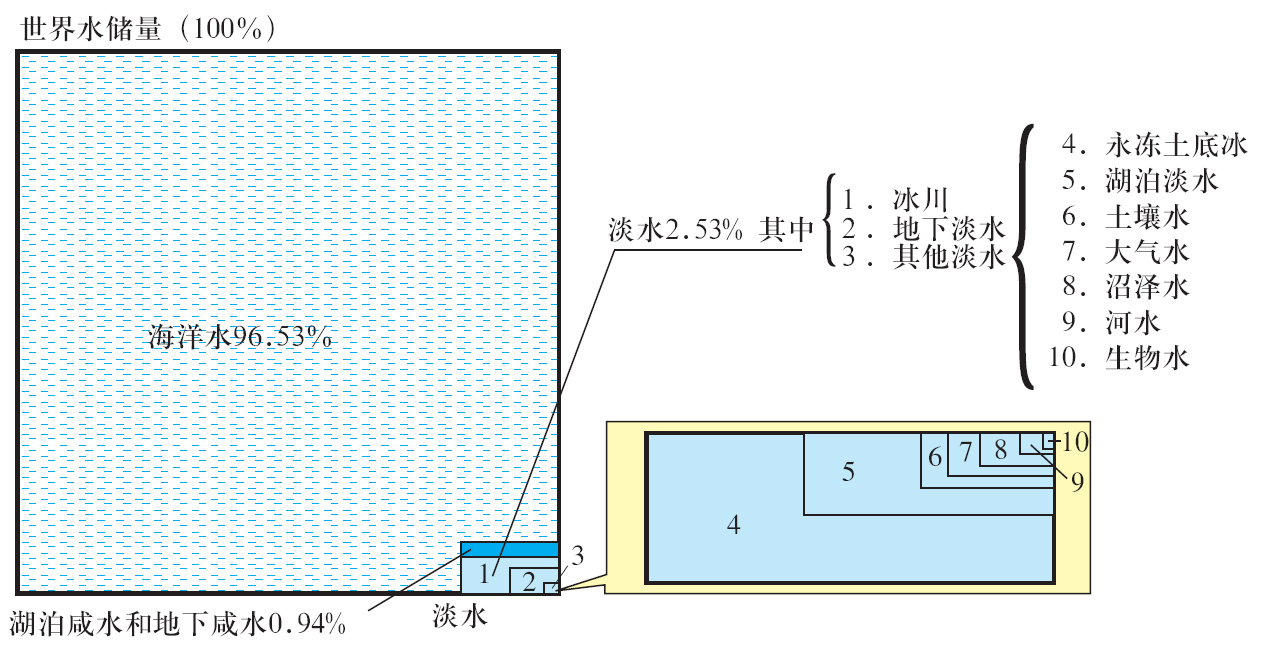 世界水储量（100%）
海洋水96.53%
湖泊咸水和地下咸水0.94%
淡水
1
2
3
淡水2.53% 其中
1．冰川
2．地下淡水
3．其他淡水
4．永冻土底冰
5．湖泊淡水
6．土壤水
7．大气水
8．沼泽水
9．河水
10．生物水
4
5
6
7
8
9
10